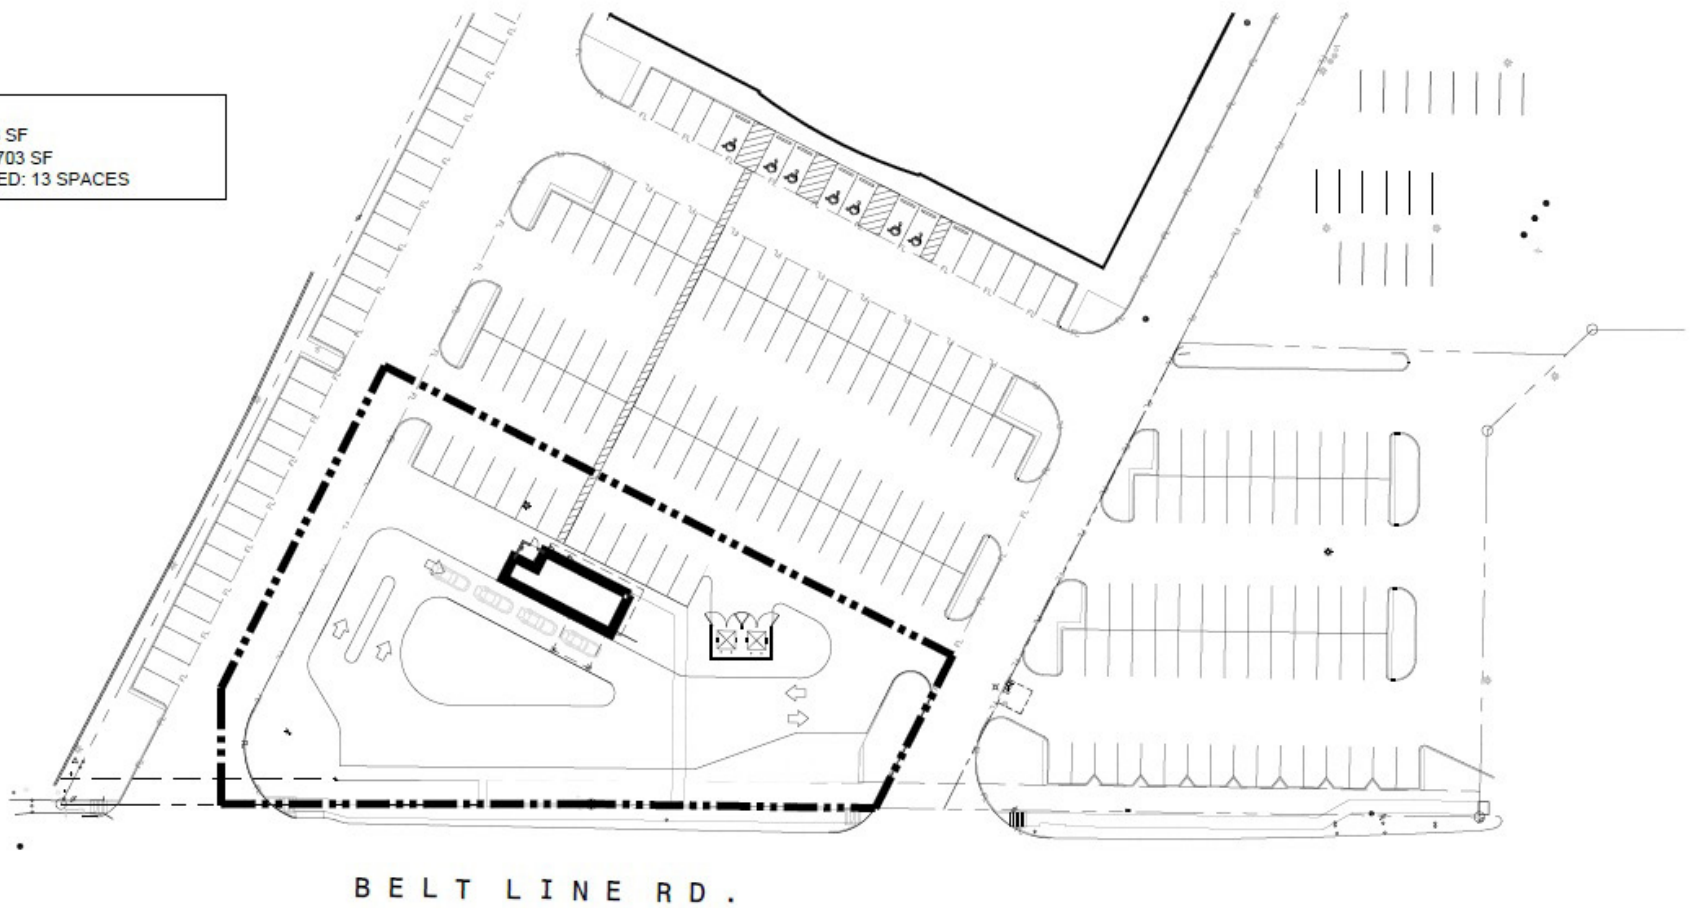 SF
703 SF
ED: 13 SPACES
BELT LINE RD.